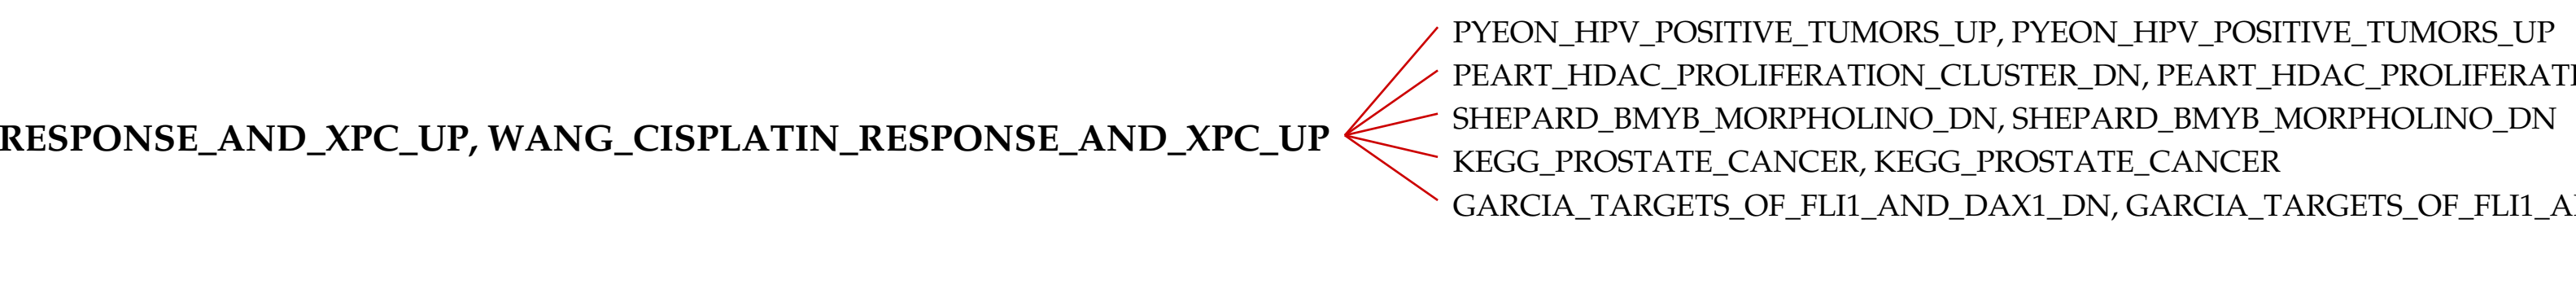 PYEON_HPV_POSITIVE_TUMORS_UP, PYEON_HPV_POSITIVE_TUMORS_UP
PEART_HDAC_PROLIFERATION_CLUSTER_DN, PEART_HDAC_PROLIFERATI
SHEPARD_BMYB_MORPHOLINO_DN, SHEPARD_BMYB_MORPHOLINO_DN
RESPONSE_AND_XPC_UP, WANG_CISPLATIN_RESPONSE_AND_XPC_UP
KEGG_PROSTATE_CANCER, KEGG_PROSTATE_CANCER
GARCIA_TARGETS_OF_FLI1_AND_DAX1_DN, GARCIA_TARGETS_OF_FLI1_A